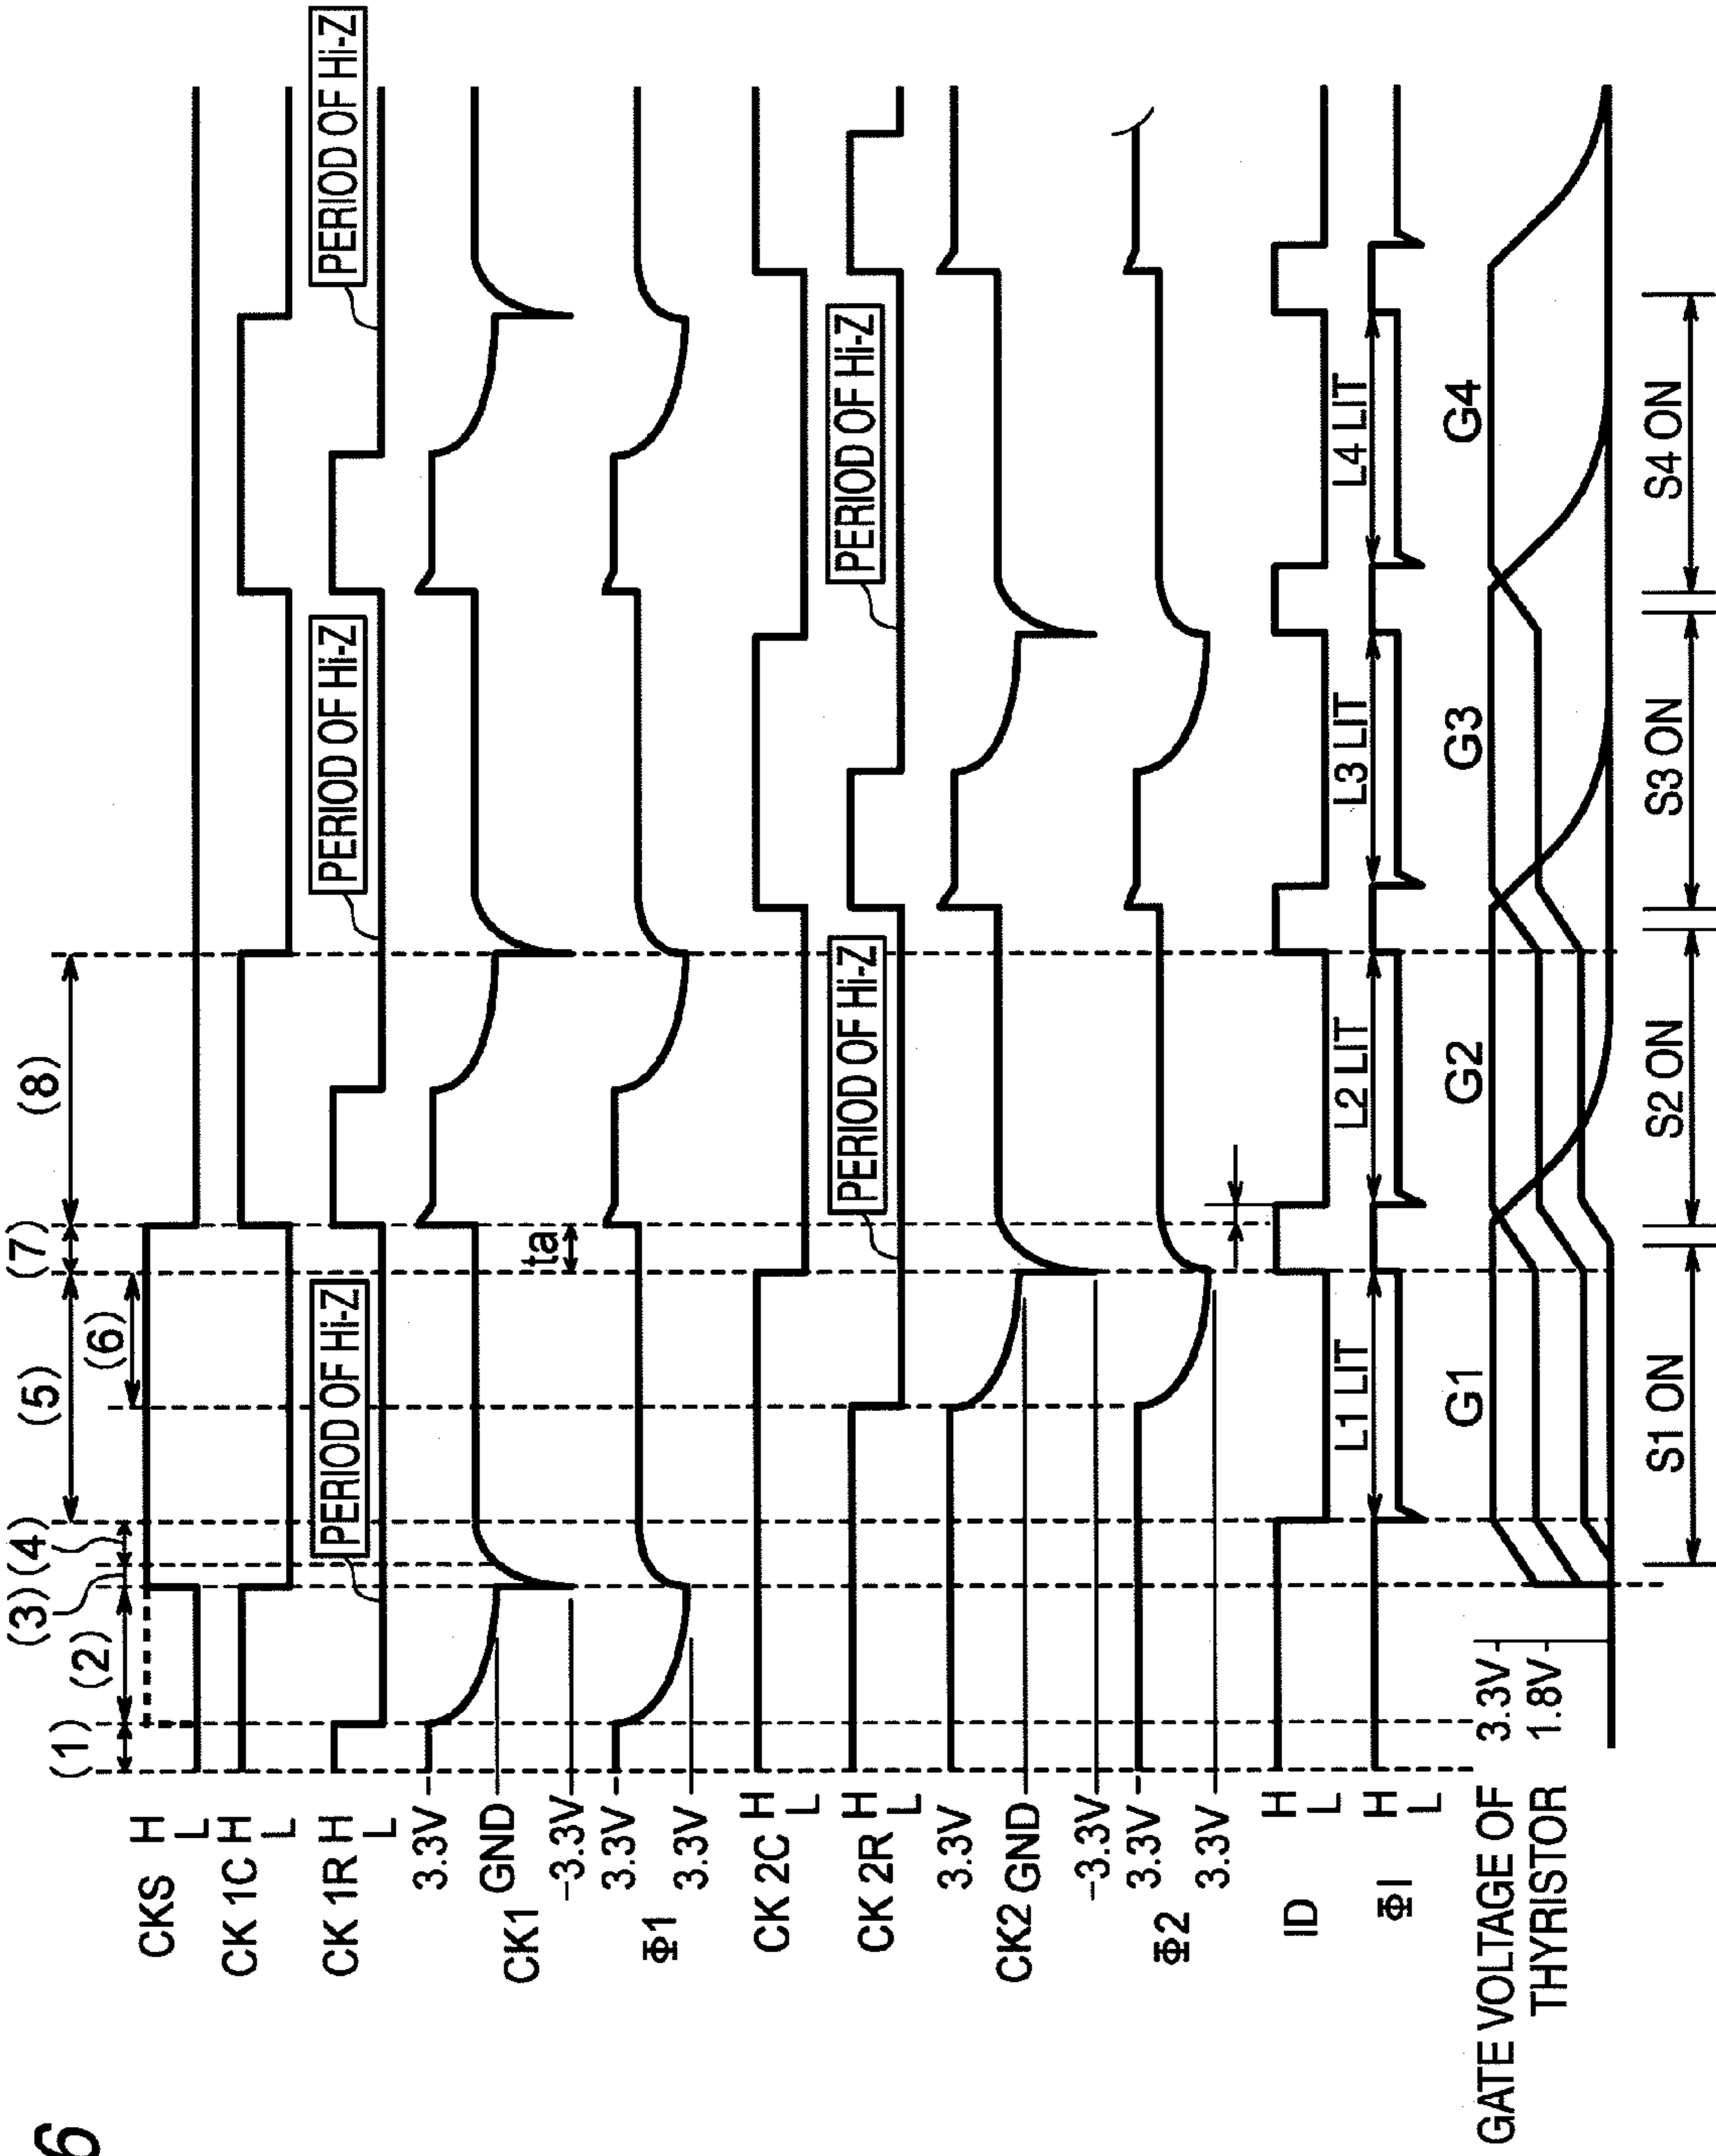 6
(1)
(2)
(3)
(4)
(5)
(6)
(7)
(8)
CKS H
L
CK 1C H
L
CK 1R H
L
PERIOD OF Hi-Z
PERIOD OF Hi-Z
PERIOD OF Hi-Z
3.3V
CK1 GND
-3.3V
ta
3.3V
Φ1
3.3V
CK 2C H
L
CK 2R H
L
PERIOD OF Hi-Z
PERIOD OF Hi-Z
3.3V
CK2 GND
-3.3V
3.3V
Φ2
3.3V
ID H
L
ΦI H
L
L1 LIT
L2 LIT
L3 LIT
L4 LIT
GATE VOLTAGE OF
THYRISTOR
3.3V
1.8V
G1
G2
G3
G4
S1 ON
S2 ON
S3 ON
S4 ON